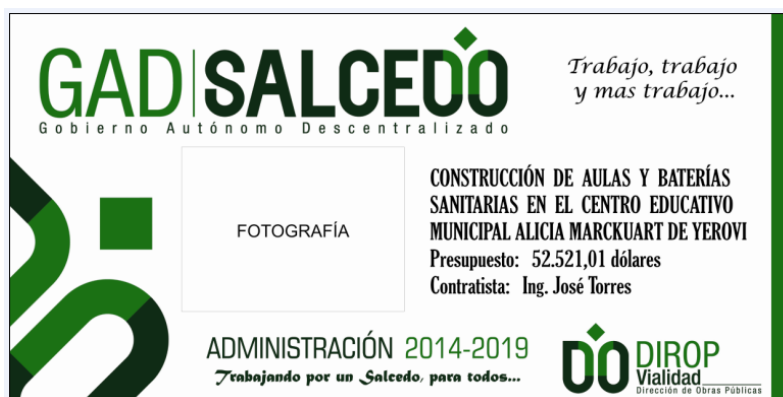 GAD SALCEDO
Gobierno Autónomo Descentralizado
Trabajo, trabajo
y mas trabajo...
FOTOGRAFÍA
CONSTRUCCIÓN DE AULAS Y BATERÍAS
SANITARIAS EN EL CENTRO EDUCATIVO
MUNICIPAL ALICIA MARCKUART DE YEROVI
Presupuesto: 52.521,01 dólares
Contratista: Ing. José Torres
ADMINISTRACIÓN 2014-2019
Trabajando por un Salcedo, para todos...
DIROP
Vialidad
Dirección de Obras Públicas